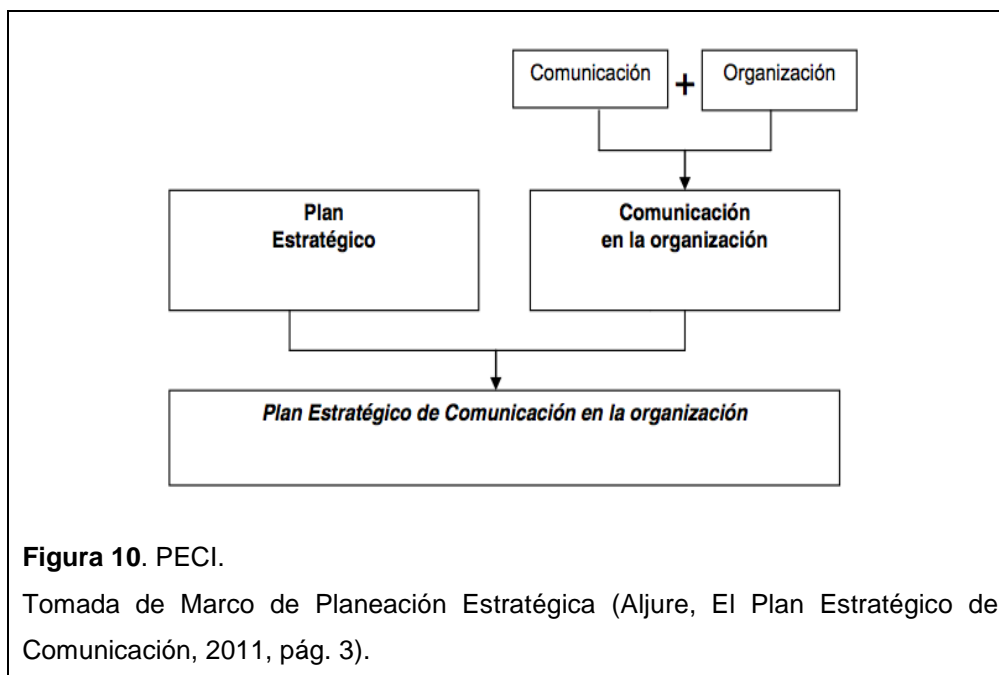 Comunicación + Organización
Plan
Estratégico
Comunicación
en la organización
Plan Estratégico de Comunicación en la organización
Figura 10. PECI.
Tomada de Marco de Planeación Estratégica (Aljure, El Plan Estratégico de
Comunicación, 2011, pág. 3).